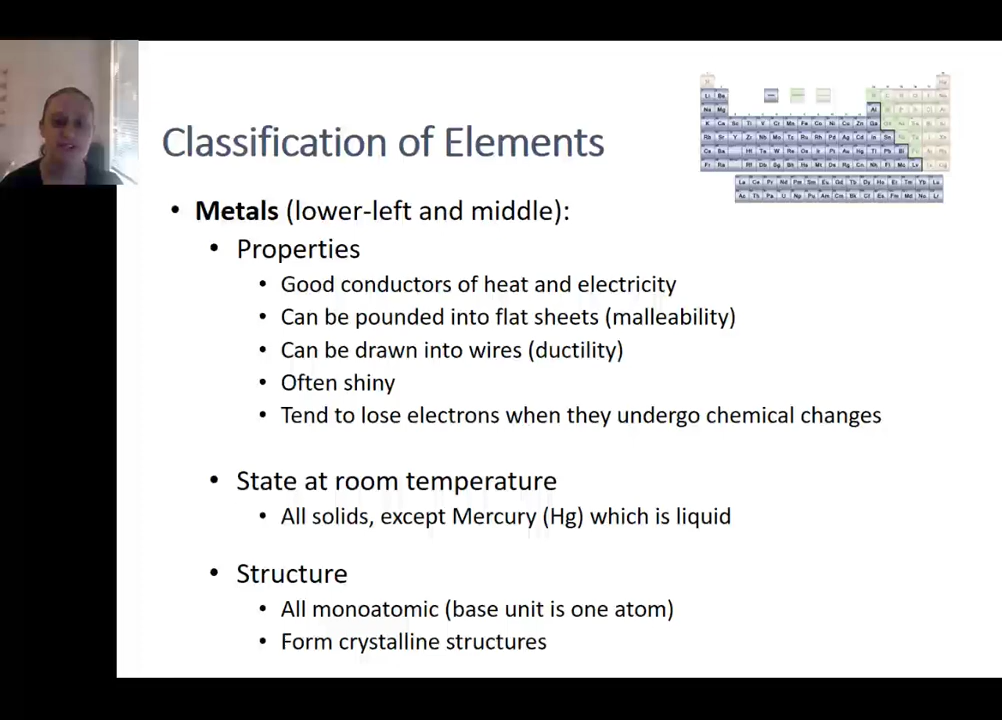 Classification of Elements
• Metals (lower-left and middle):
• Properties
• Good conductors of heat and electricity
• Can be pounded into flat sheets (malleability)
• Can be drawn into wires (ductility)
• Often shiny
• Tend to lose electrons when they undergo chemical changes
• State at room temperature
• All solids, except Mercury (Hg) which is liquid
• Structure
• All monoatomic (base unit is one atom)
• Form crystalline structures